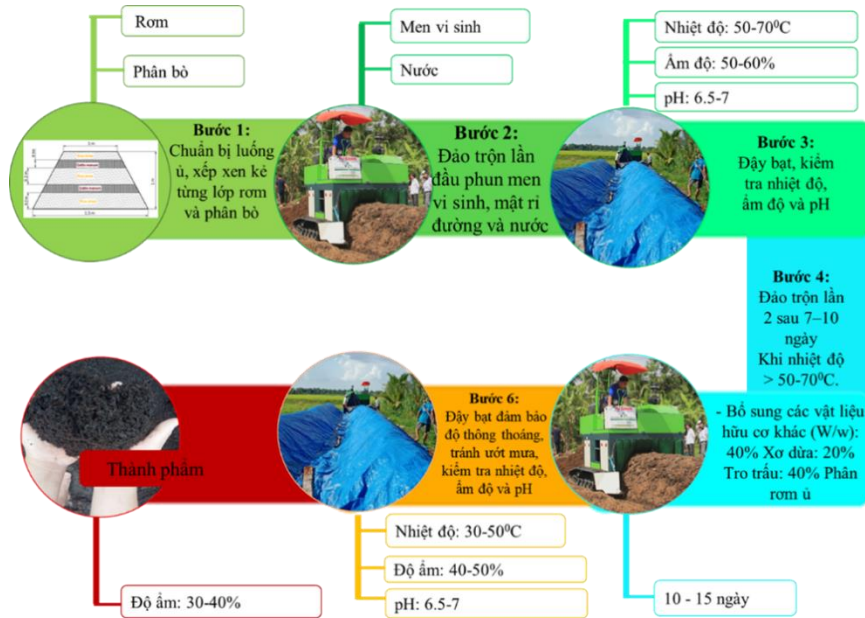 Rơm
Phân bò
Bước 1:
Chuẩn bị luống
ủ, xếp xen kẽ
từng lớp rơm
và phân bò
Men vi sinh
Nước
Bước 2:
Đảo trộn lần
đầu phun men
vi sinh, mật rỉ
đường và nước
Nhiệt độ: 50-70⁰C
Ẩm độ: 50-60%
pH: 6.5-7
Bước 3:
Đậy bạt, kiểm
tra nhiệt độ,
ẩm độ và pH
Bước 4:
Đảo trộn lần
2 sau 7–10
ngày
Khi nhiệt độ
> 50-70⁰C.
- Bổ sung các vật liệu
hữu cơ khác (W/w):
40% Xơ dừa: 20%
Tro trấu: 40% Phân
rơm ủ
10 - 15 ngày
Bước 6:
Đậy bạt đảm bảo
độ thông thoáng,
tránh ướt mưa,
kiểm tra nhiệt độ,
ẩm độ và pH
Nhiệt độ: 30-50⁰C
Độ ẩm: 40-50%
pH: 6.5-7
Thành phẩm
Độ ẩm: 30-40%